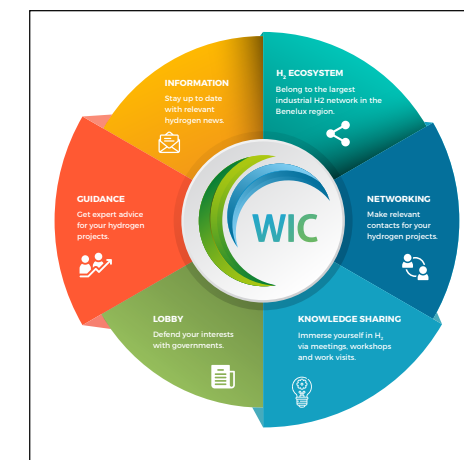 INFORMATION
Stay up to date
with relevant
hydrogen news.
H₂ ECOSYSTEM
Belong to the largest
industrial H2 network in the
Benelux region.
GUIDANCE
Get expert advice
for your hydrogen
projects.
WIC
NETWORKING
Make relevant
contacts for your
hydrogen projects.
LOBBY
Defend your interests
with governments.
KNOWLEDGE SHARING
Immerse yourself in H₂
via meetings, workshops
and work visits.